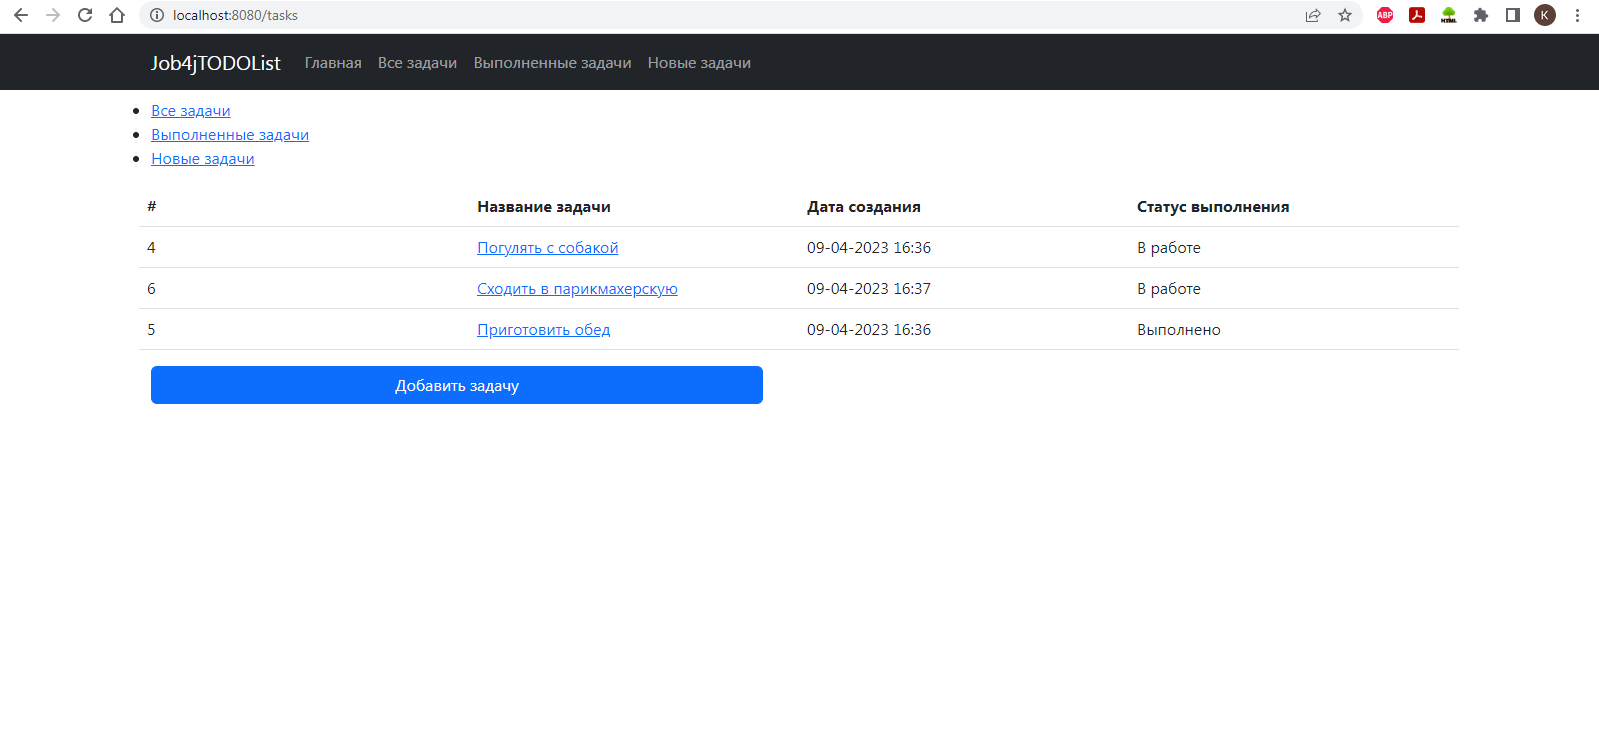 localhost:8080/tasks
ABP
HTML
K
Job4jTODOList Главная Все задачи Выполненные задачи Новые задачи
Все задачи
Выполненные задачи
Новые задачи
# Название задачи Дата создания Статус выполнения
4 Погулять с собакой 09-04-2023 16:36 В работе
6 Сходить в парикмахерскую 09-04-2023 16:37 В работе
5 Приготовить обед 09-04-2023 16:36 Выполнено
Добавить задачу